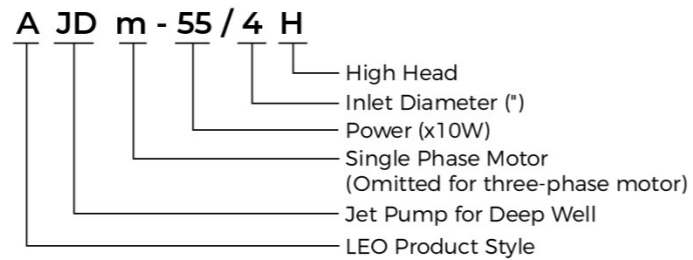 A JD m - 55 / 4 H
High Head
Inlet Diameter (")
Power (x10W)
Single Phase Motor
(Omitted for three-phase motor)
Jet Pump for Deep Well
LEO Product Style